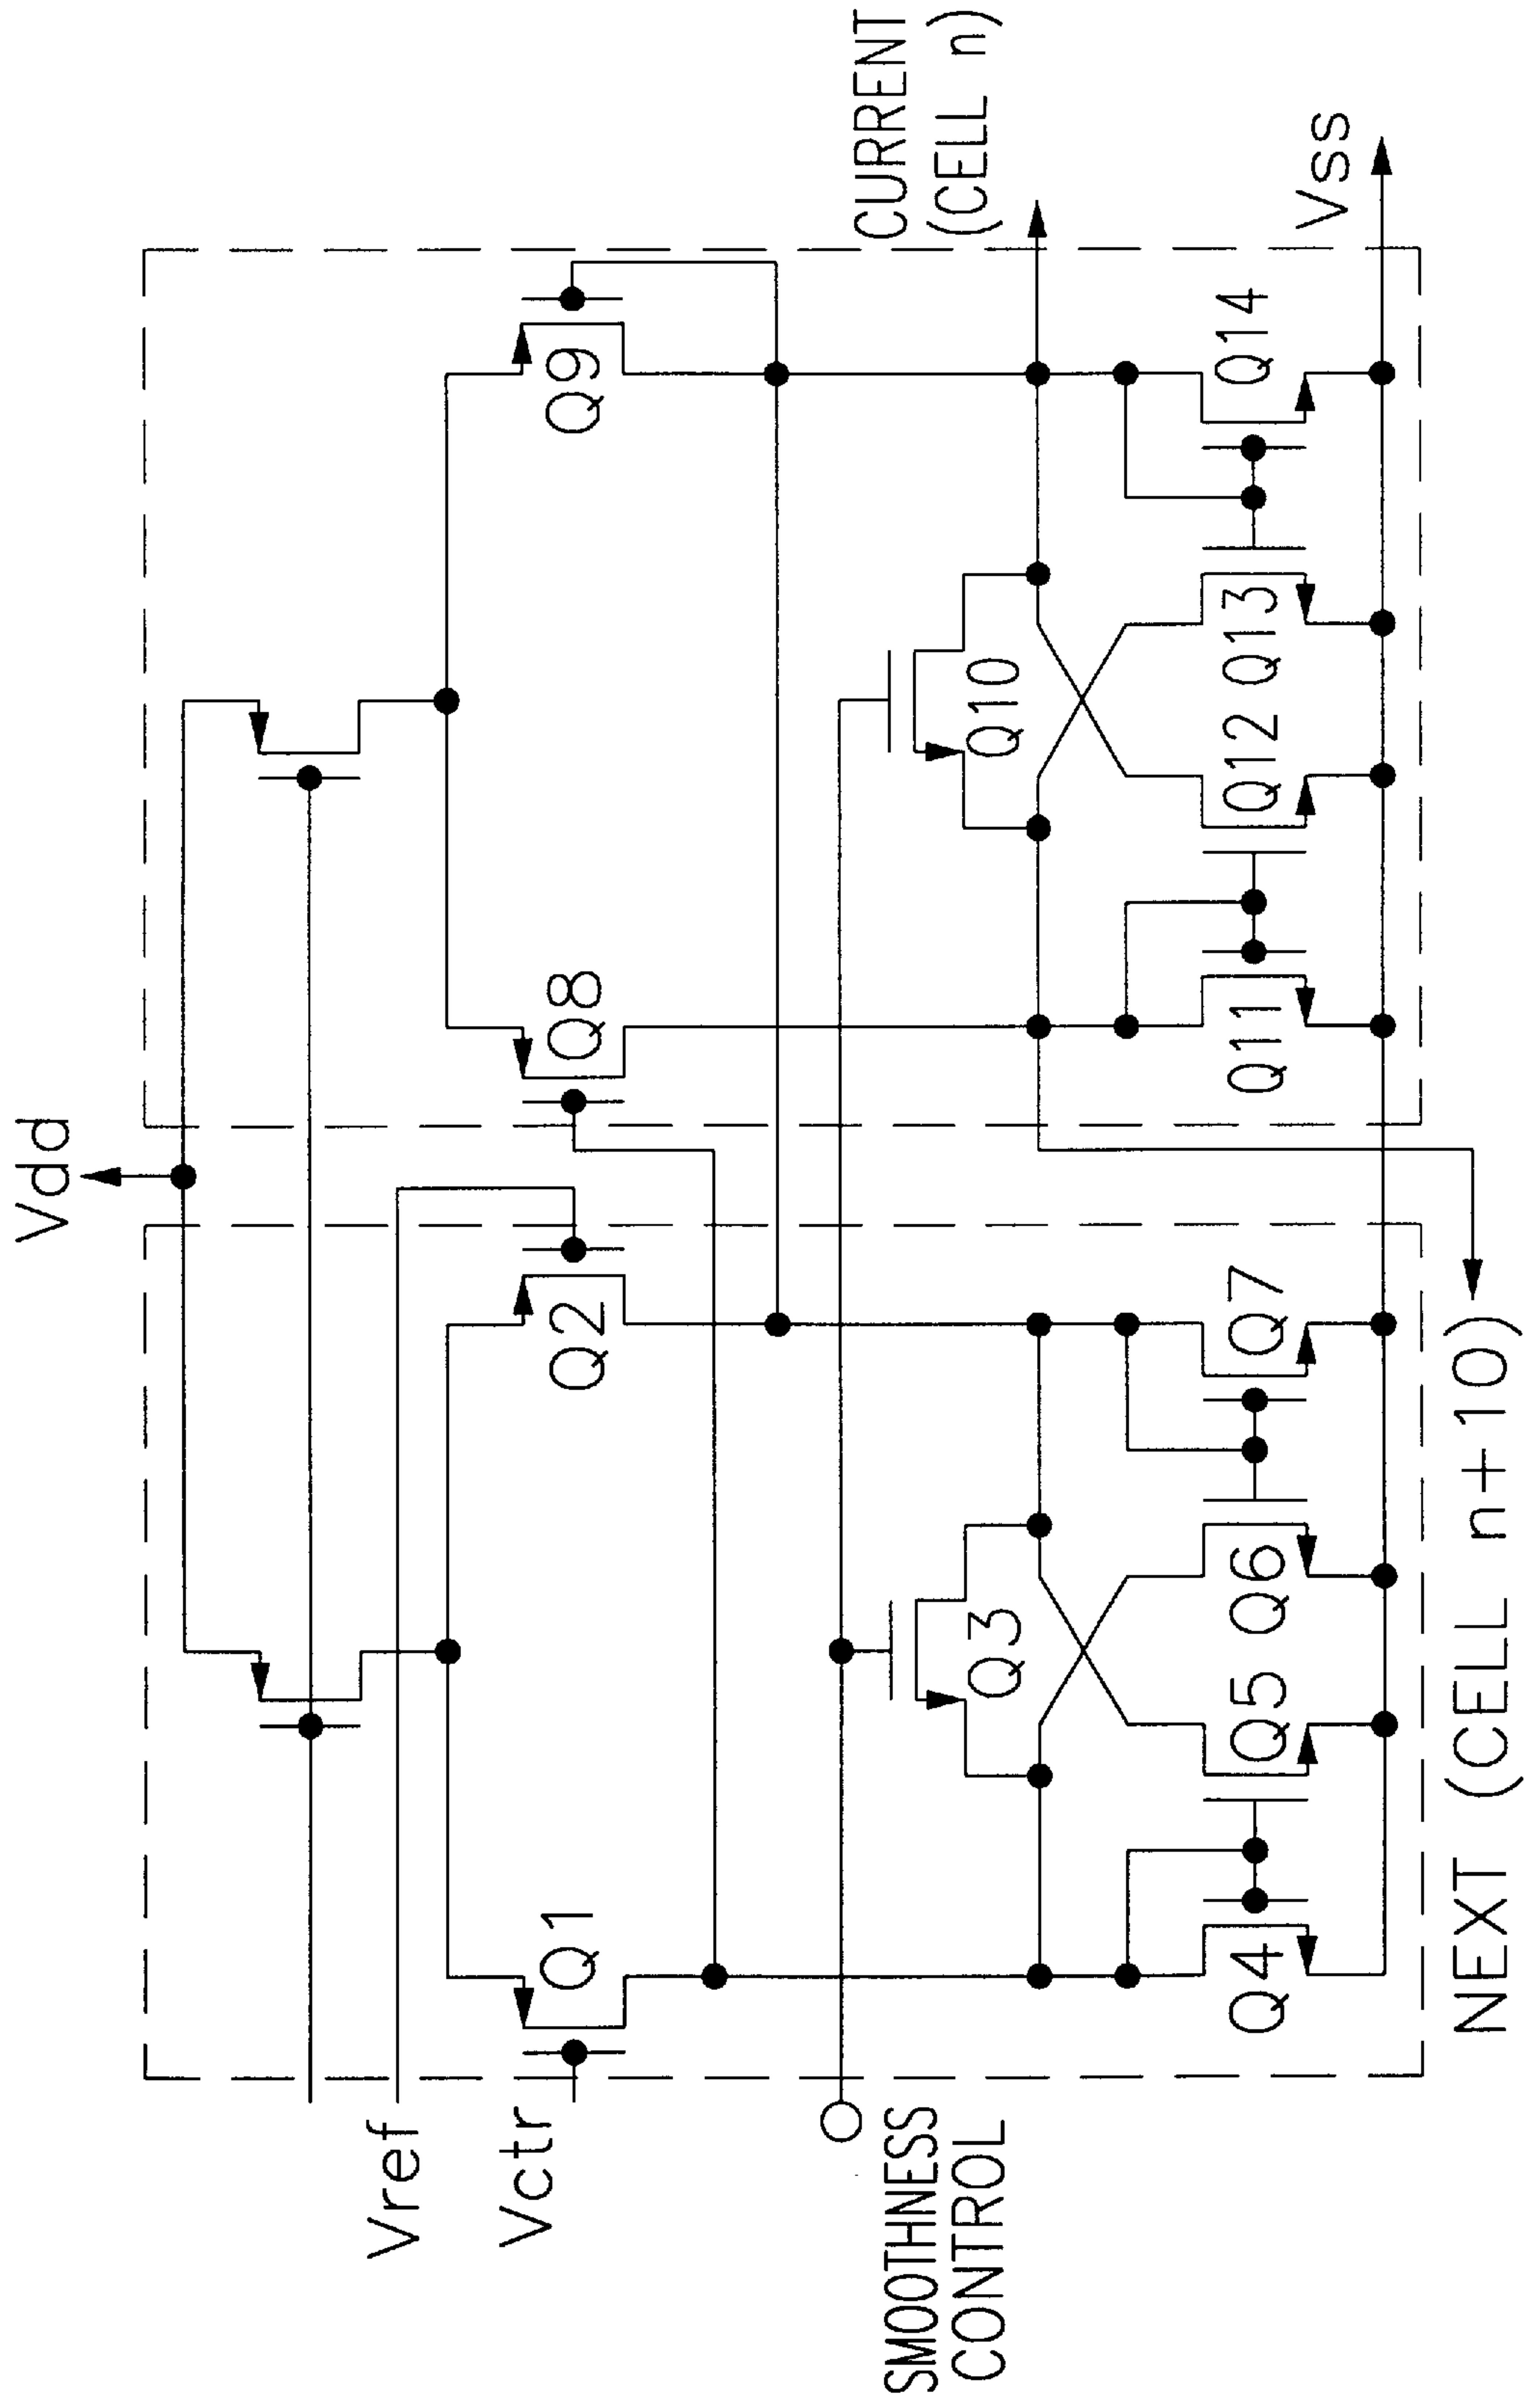 Vdd
Vref
Vctr
SMOOTHNESS
CONTROL
CURRENT
(CELL n)
Vss
NEXT (CELL n+10)
Q1
Q2
Q8
Q9
Q3
Q10
Q4
Q5
Q6
Q7
Q11
Q12
Q13
Q14